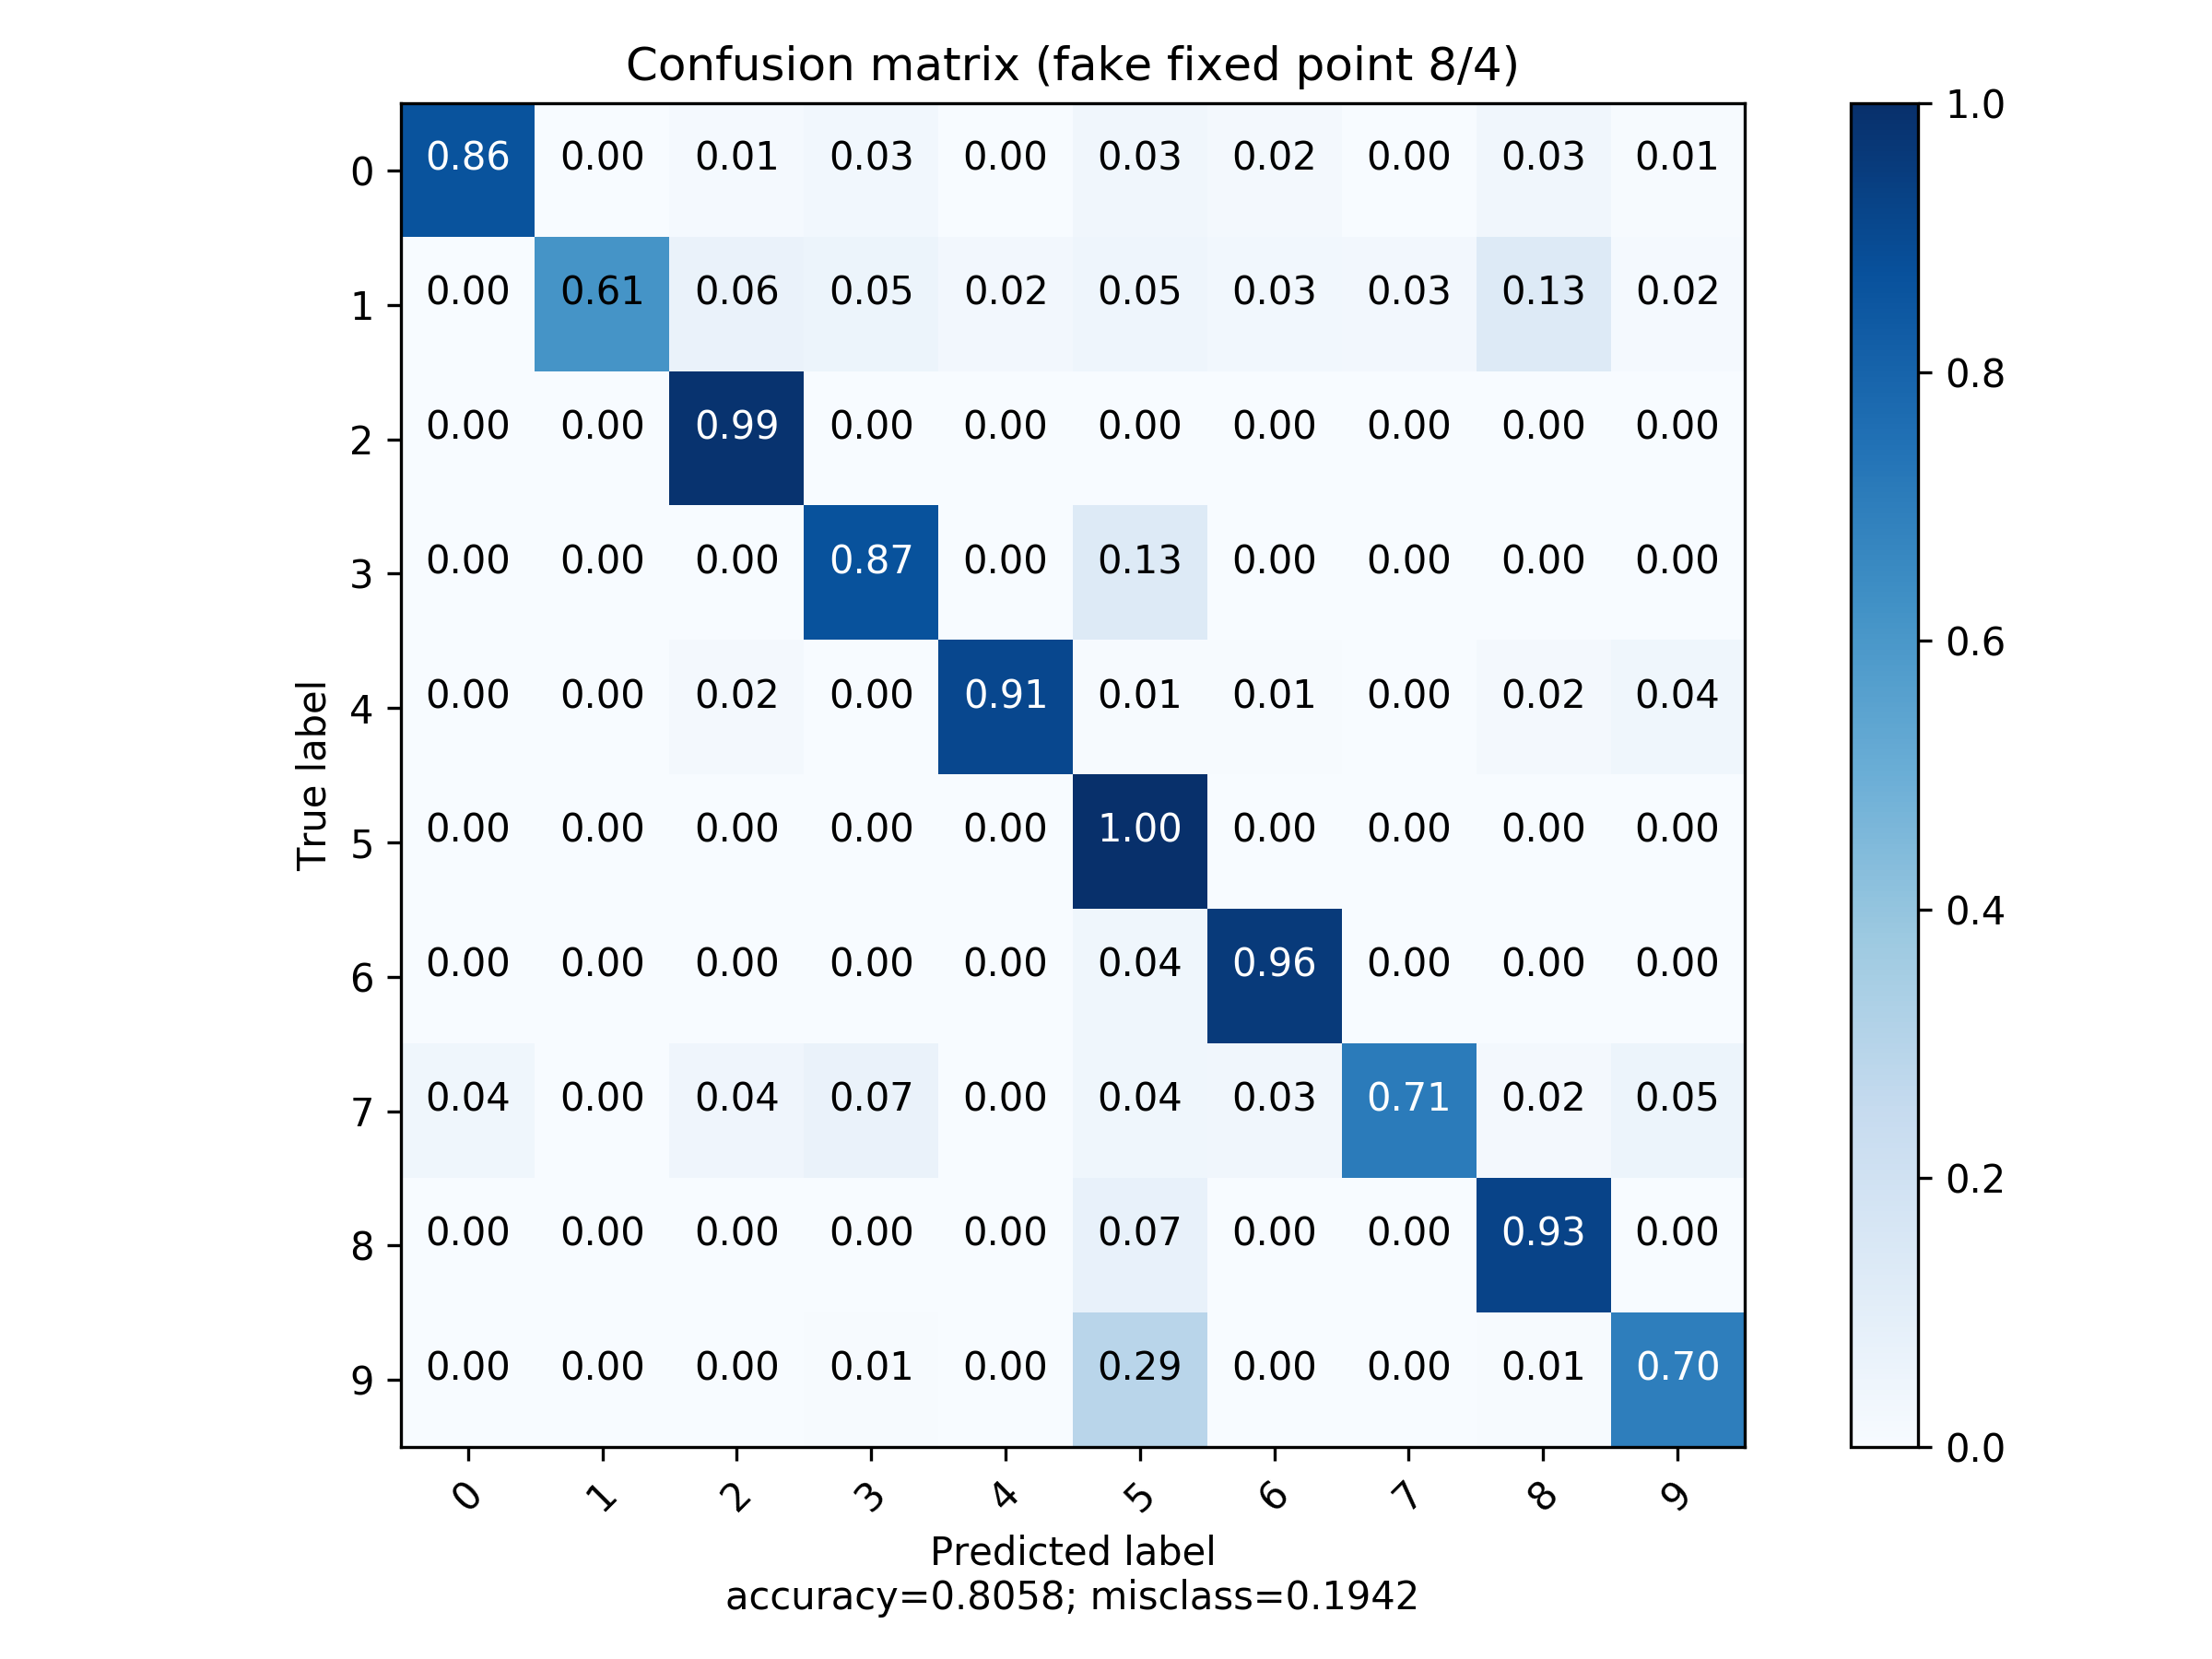 Confusion matrix (fake fixed point 8/4)
0 0.86 0.00 0.01 0.03 0.00 0.03 0.02 0.00 0.03 0.01
1 0.00 0.61 0.06 0.05 0.02 0.05 0.03 0.03 0.13 0.02
2 0.00 0.00 0.99 0.00 0.00 0.00 0.00 0.00 0.00 0.00
3 0.00 0.00 0.00 0.87 0.00 0.13 0.00 0.00 0.00 0.00
4 0.00 0.00 0.02 0.00 0.91 0.01 0.01 0.00 0.02 0.04
5 0.00 0.00 0.00 0.00 0.00 1.00 0.00 0.00 0.00 0.00
6 0.00 0.00 0.00 0.00 0.00 0.04 0.96 0.00 0.00 0.00
7 0.04 0.00 0.04 0.07 0.00 0.04 0.03 0.71 0.02 0.05
8 0.00 0.00 0.00 0.00 0.00 0.07 0.00 0.00 0.93 0.00
9 0.00 0.00 0.00 0.01 0.00 0.29 0.00 0.00 0.01 0.70
True label
0 1 2 3 4 5 6 7 8 9
Predicted label
accuracy=0.8058; misclass=0.1942
1.0
0.8
0.6
0.4
0.2
0.0